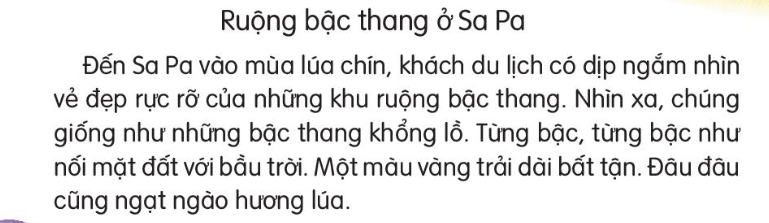 Ruộng bậc thang ở Sa Pa
Đến Sa Pa vào mùa lúa chín, khách du lịch có dịp ngắm nhìn
vẻ đẹp rực rỡ của những khu ruộng bậc thang. Nhìn xa, chúng
giống như những bậc thang khổng lồ. Từng bậc, từng bậc như
nối mặt đất với bầu trời. Một màu vàng trải dài bất tận. Đâu đâu
cũng ngạt ngào hương lúa.